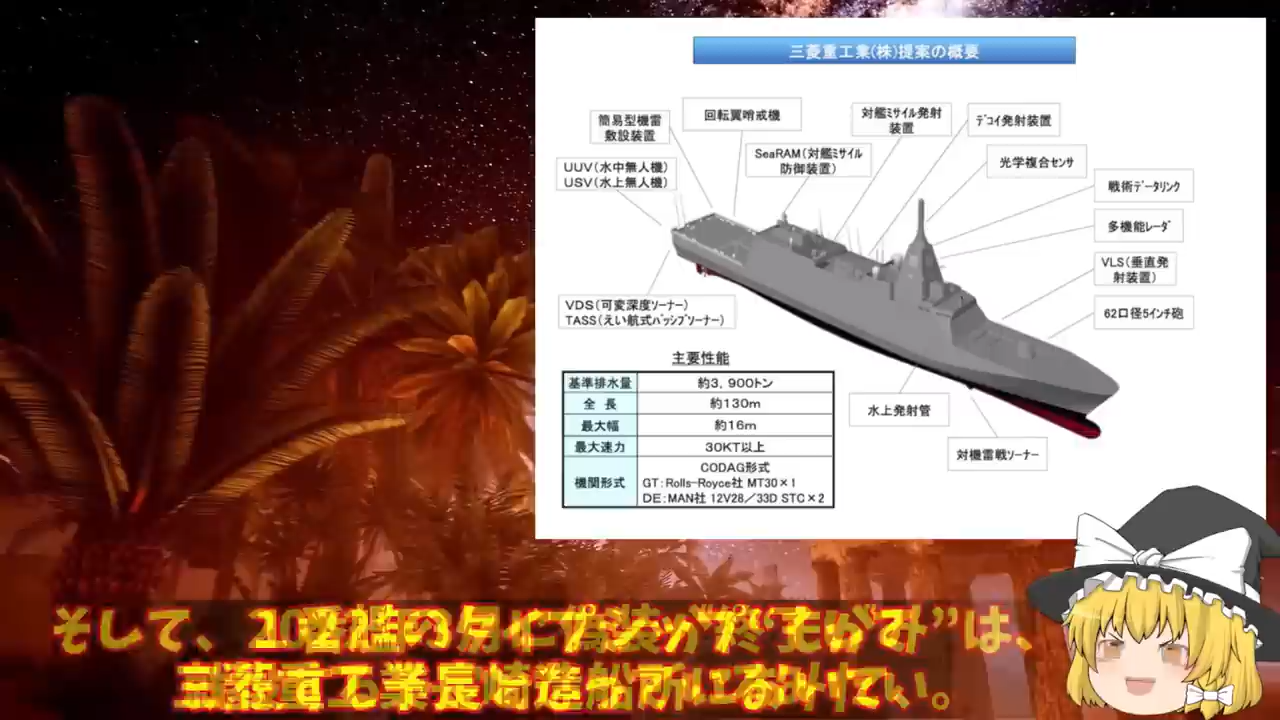 三菱重工業(株)提案の概要
簡易型機雷
敷設装置
回転翼哨戒機
対艦ﾐｻｲﾙ発射
装置
ﾃﾞｺｲ発射装置
UUV(水中無人機)
USV(水上無人機)
SeaRAM(対艦ﾐｻｲﾙ
防御装置)
光学複合ｾﾝｻ
戦術ﾃﾞｰﾀﾘﾝｸ
多機能ﾚｰﾀﾞ
VLS(垂直発
射装置)
62口径5ｲﾝﾁ砲
VDS(可変深度ｿｰﾅｰ)
TASS(えい航式ﾊﾟｯｼﾌﾞｿｰﾅｰ)
水上発射管
対機雷戦ソーナー
主要性能
基準排水量 約3，900トン
全 長 約130m
最大幅 約16m
最大速力 30KT以上
機関形式 CODAG形式
GT：Rolls-Royce社 MT30×1
DE：MAN社 12V28／33D STC×2
そして、
は、
三菱重工業長崎造船所